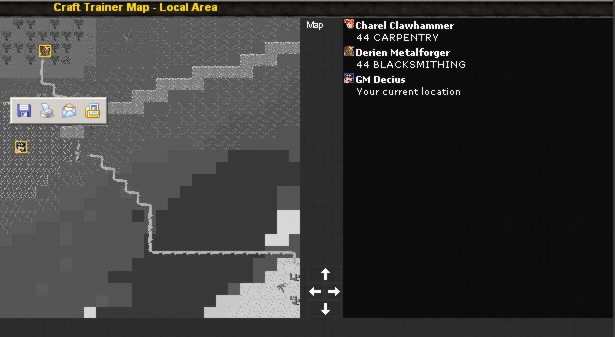 Craft Trainer Map - Local Area
Map
Charel Clawhammer
44 CARPENTRY
Derien Metalforger
44 BLACKSMITHING
GM Decius
Your current location